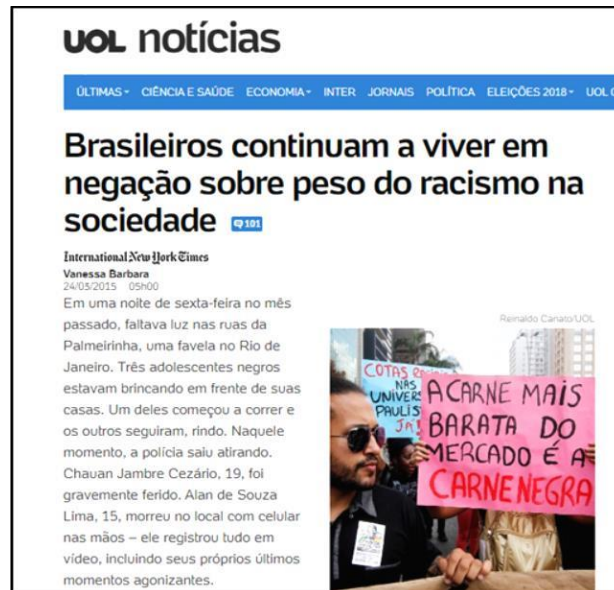 UOL notícias
ÚLTIMAS CIÊNCIA E SAÚDE ECONOMIA INTER JORNAIS POLÍTICA ELEIÇÕES 2018 UOL
Brasileiros continuam a viver em
negação sobre peso do racismo na
sociedade 101
International New York Times
Vanessa Barbara
24/03/2015 05h00
Em uma noite de sexta-feira no mês
passado, faltava luz nas ruas da
Palmeirinha, uma favela no Rio de
Janeiro. Três adolescentes negros
estavam brincando em frente de suas
casas. Um deles começou a correr e
os outros seguiram, rindo. Naquele
momento, a polícia saiu atirando.
Chauan Jambre Cezário, 19, foi
gravemente ferido. Alan de Souza
Lima, 15, morreu no local com celular
nas mãos – ele registrou tudo em
vídeo, incluindo seus próprios últimos
momentos agonizantes.
Reinaldo Canato/UOL
COTAS
NAS
UNIVERS
PAULIS
JÁ!
A CARNE MAIS
BARATA DO
MERCADO É A
CARNE NEGRA